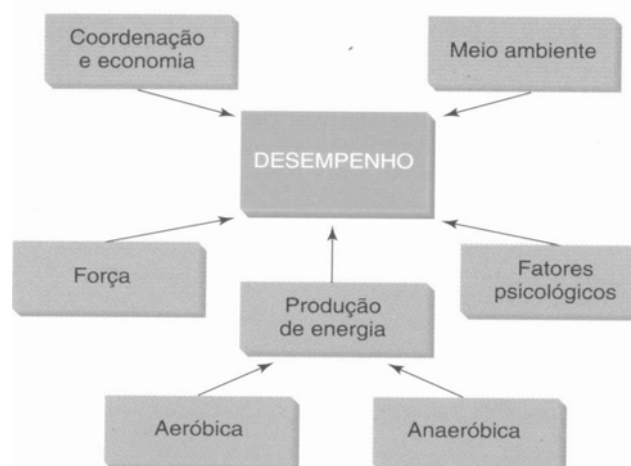 Coordenação
e economia
Meio ambiente
DESEMPENHO
Força
Fatores
psicológicos
Produção
de energia
Aeróbica
Anaeróbica